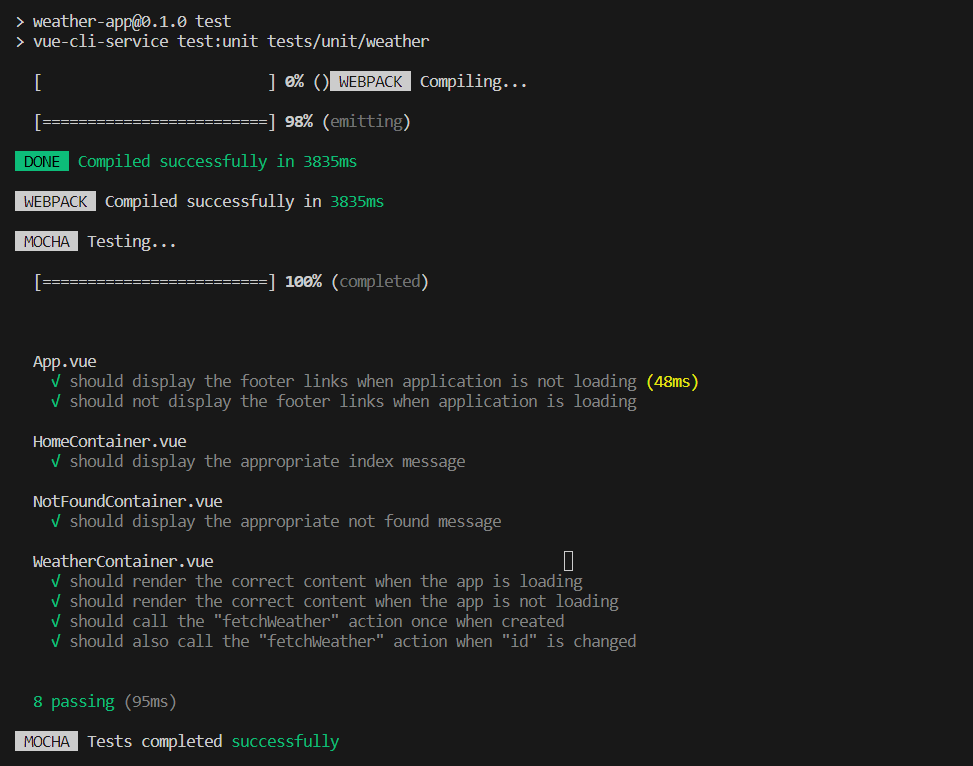 > weather-app@0.1.0 test
> vue-cli-service test:unit tests/unit/weather
[                         ] 0% () WEBPACK Compiling...
[=========================] 98% (emitting)
DONE Compiled successfully in 3835ms
WEBPACK Compiled successfully in 3835ms
MOCHA Testing...
[=========================] 100% (completed)
App.vue
√ should display the footer links when application is not loading (48ms)
√ should not display the footer links when application is loading
HomeContainer.vue
√ should display the appropriate index message
NotFoundContainer.vue
√ should display the appropriate not found message
WeatherContainer.vue
√ should render the correct content when the app is loading
√ should render the correct content when the app is not loading
√ should call the "fetchWeather" action once when created
√ should also call the "fetchWeather" action when "id" is changed
8 passing (95ms)
MOCHA Tests completed successfully